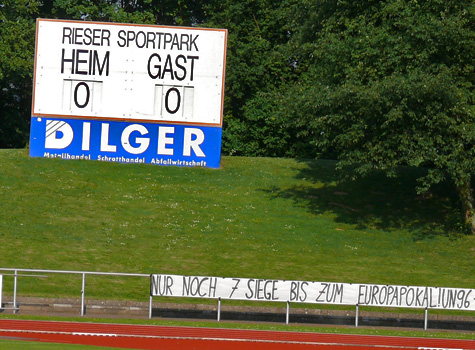 RIESER SPORTPARK
HEIM GAST
0 0
DILGER
Metallhandel Schrotthandel Abfallwirtschaft
NUR NOCH 7 SIEGE BIS ZUM EUROPAPOKAL!UN96